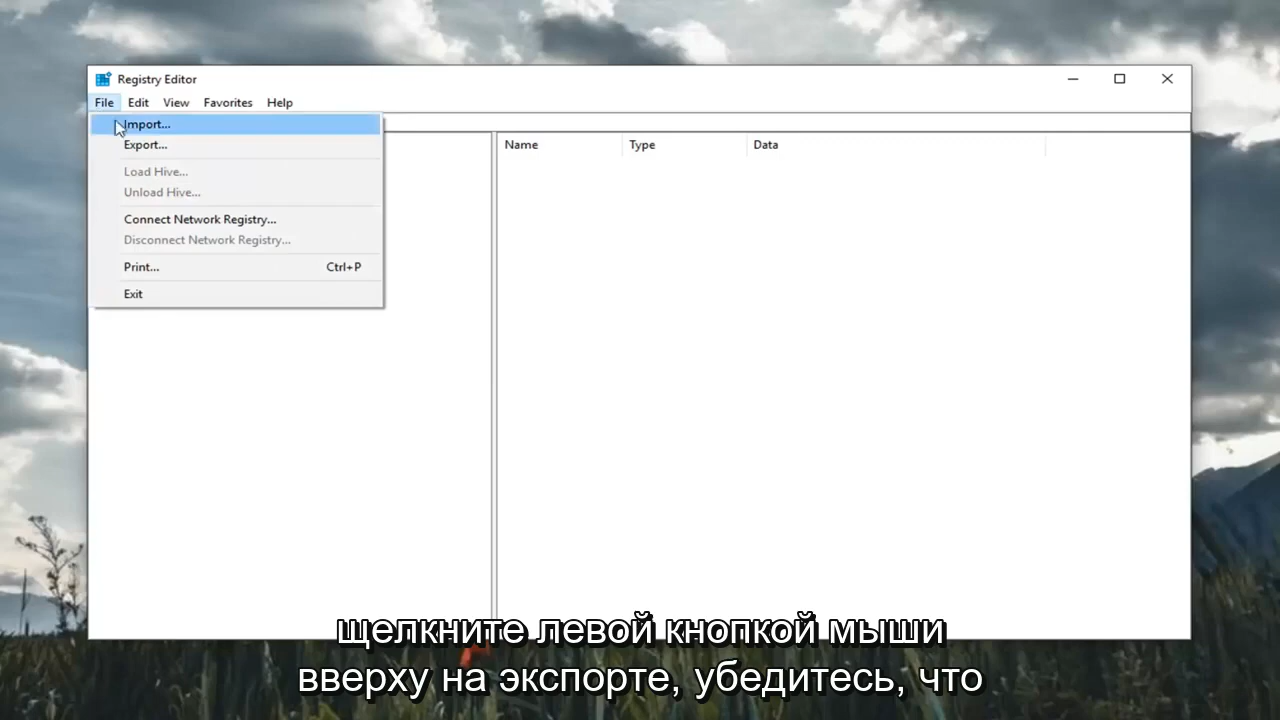 Registry Editor
File Edit View Favorites Help
Import...
Export...
Load Hive...
Unload Hive...
Connect Network Registry...
Disconnect Network Registry...
Print... Ctrl+P
Exit
Name Type Data
щелкните левой кнопкой мыши
вверху на экспорте, убедитесь, что